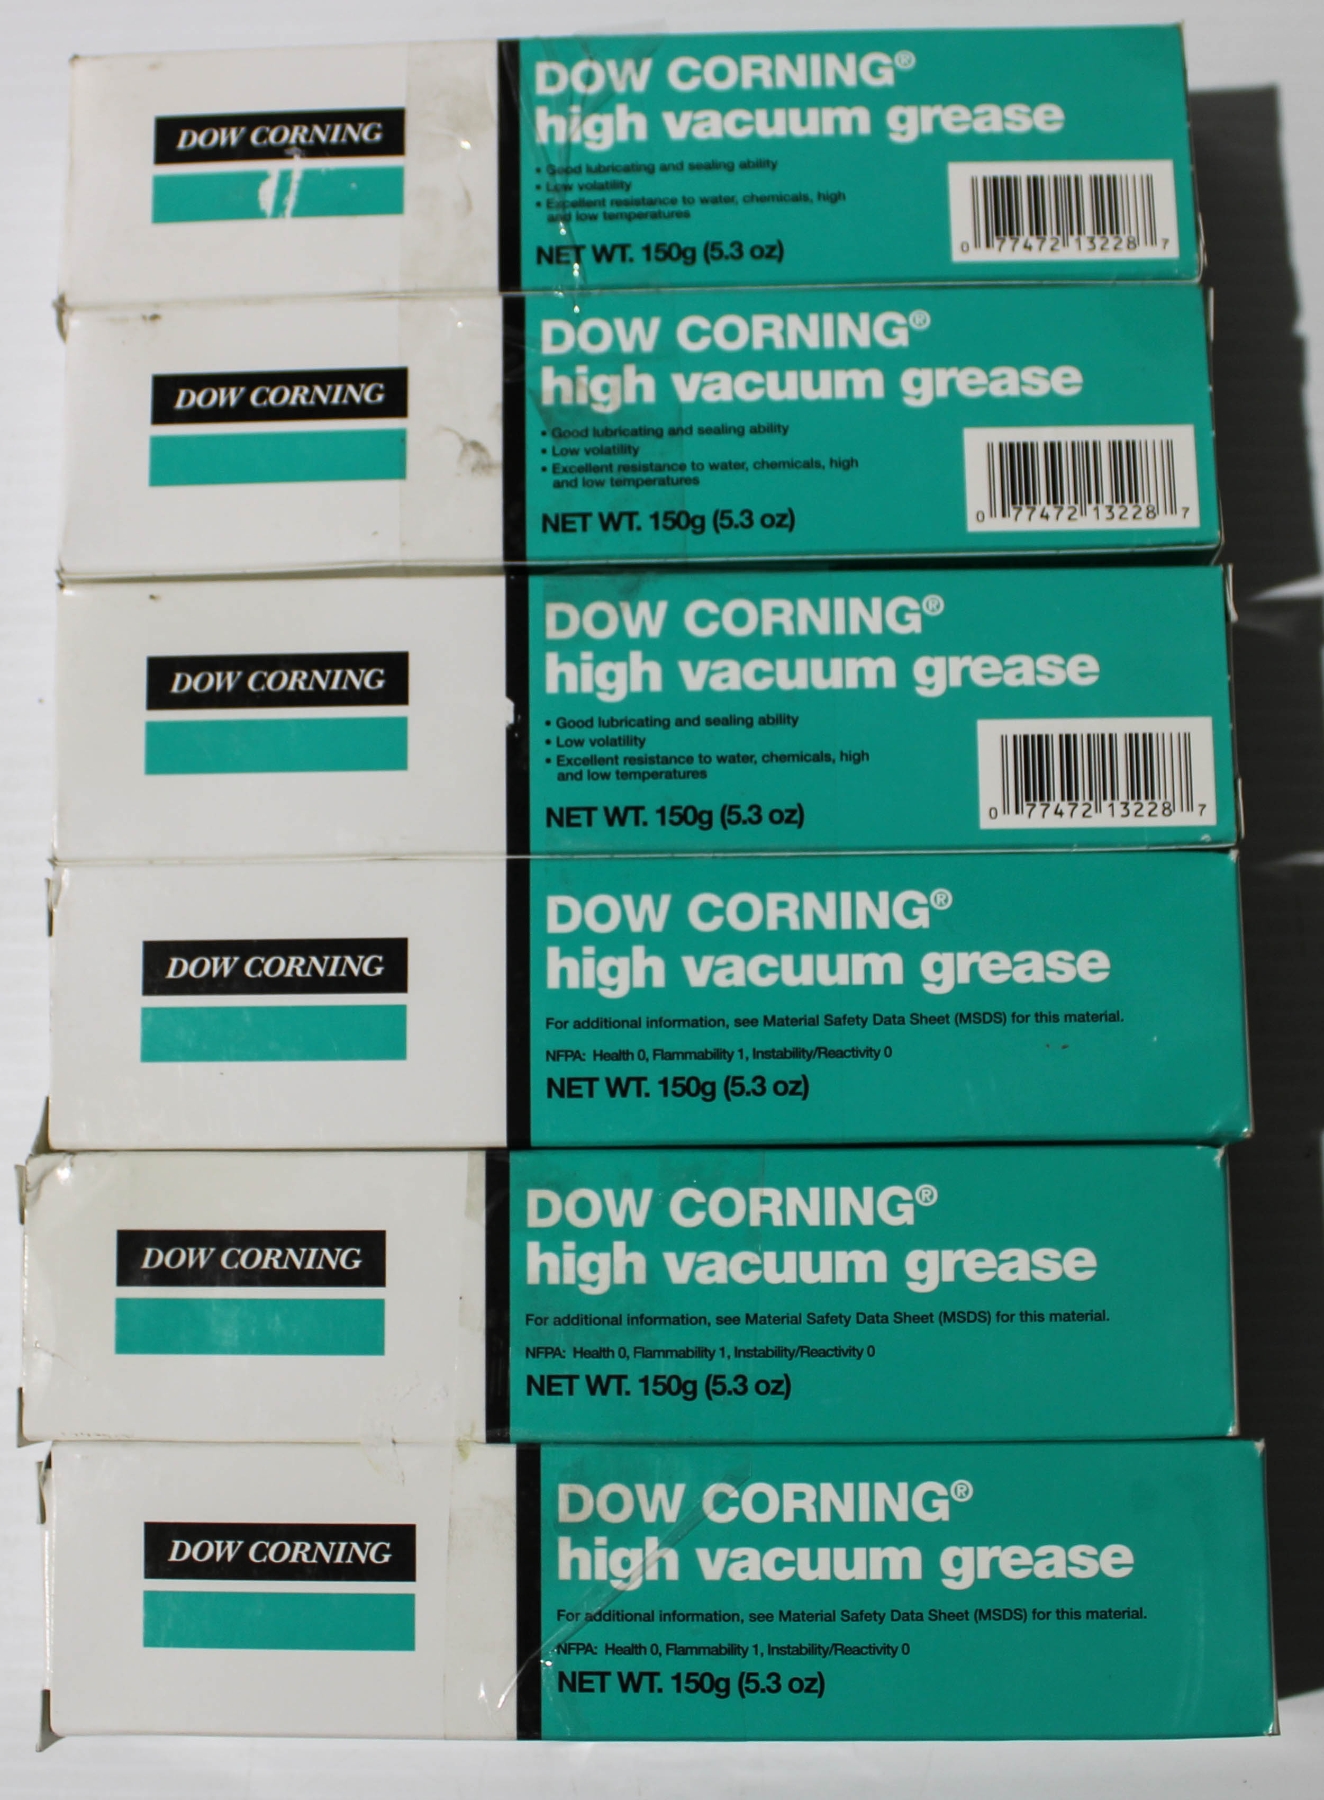 DOW CORNING
DOW CORNING®
high vacuum grease
• Good lubricating and sealing ability
• Low volatility
• Excellent resistance to water, chemicals, high
and low temperatures
NET WT. 150g (5.3 oz)
0 77472 13228 7
DOW CORNING
DOW CORNING®
high vacuum grease
• Good lubricating and sealing ability
• Low volatility
• Excellent resistance to water, chemicals, high
and low temperatures
NET WT. 150g (5.3 oz)
0 77472 13228 7
DOW CORNING
DOW CORNING®
high vacuum grease
• Good lubricating and sealing ability
• Low volatility
• Excellent resistance to water, chemicals, high
and low temperatures
NET WT. 150g (5.3 oz)
0 77472 13228 7
DOW CORNING
DOW CORNING®
high vacuum grease
For additional information, see Material Safety Data Sheet (MSDS) for this material.
NFPA: Health 0, Flammability 1, Instability/Reactivity 0
NET WT. 150g (5.3 oz)
DOW CORNING
DOW CORNING®
high vacuum grease
For additional information, see Material Safety Data Sheet (MSDS) for this material.
NFPA: Health 0, Flammability 1, Instability/Reactivity 0
NET WT. 150g (5.3 oz)
DOW CORNING
DOW CORNING®
high vacuum grease
For additional information, see Material Safety Data Sheet (MSDS) for this material.
NFPA: Health 0, Flammability 1, Instability/Reactivity 0
NET WT. 150g (5.3 oz)